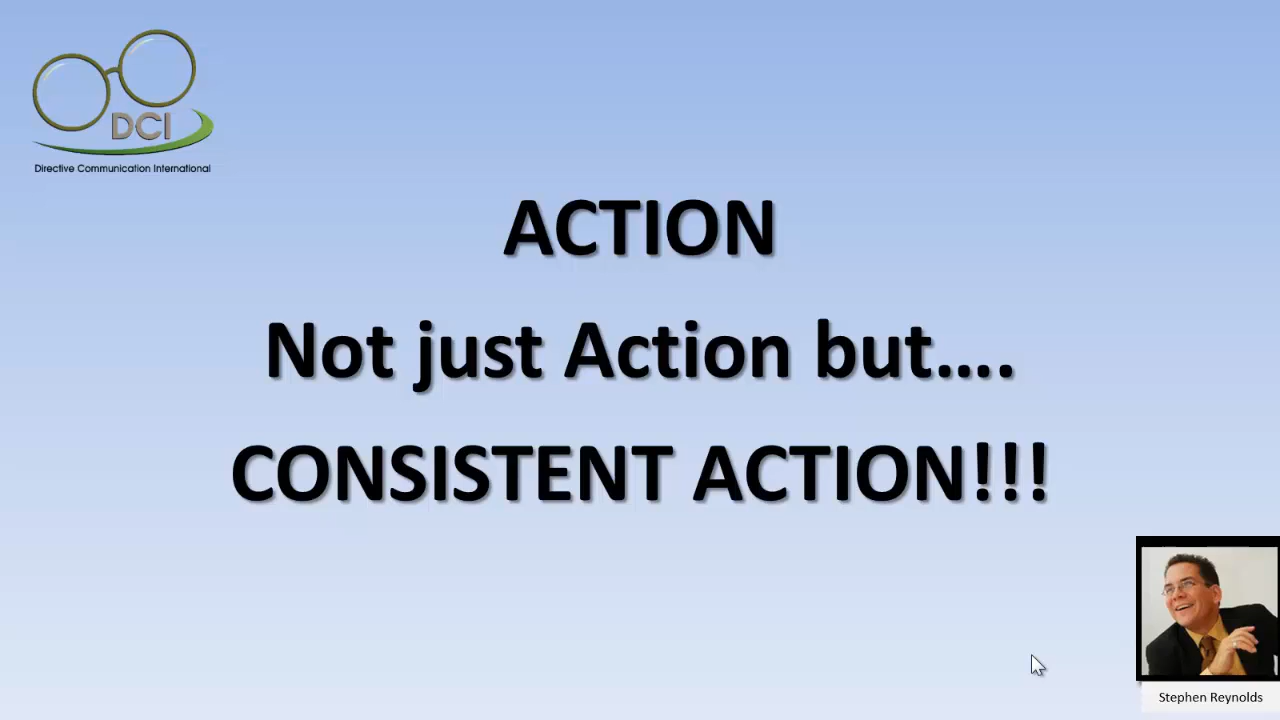 DCI
Directive Communication International
ACTION
Not just Action but....
CONSISTENT ACTION!!!
Stephen Reynolds